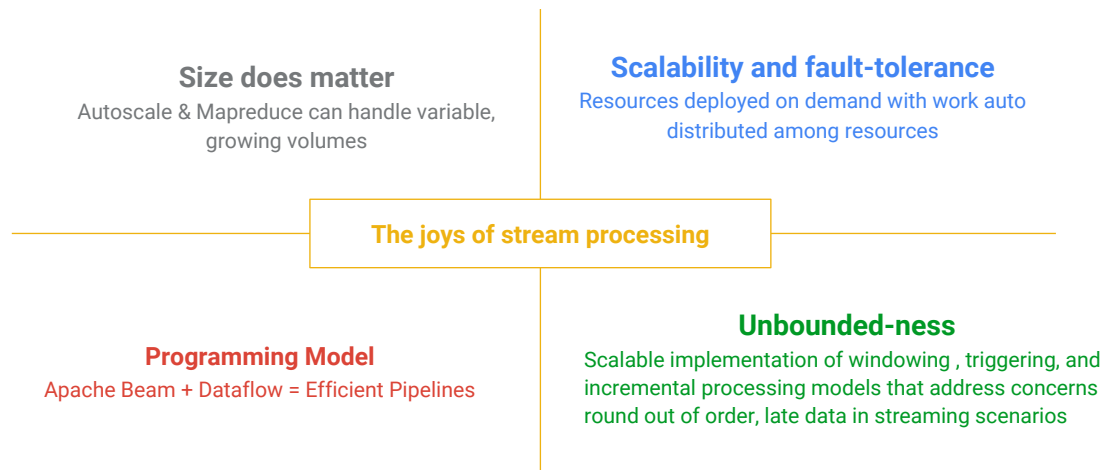 Size does matter
Autoscale & Mapreduce can handle variable,
growing volumes
Scalability and fault-tolerance
Resources deployed on demand with work auto
distributed among resources
The joys of stream processing
Programming Model
Apache Beam + Dataflow = Efficient Pipelines
Unbounded-ness
Scalable implementation of windowing , triggering, and
incremental processing models that address concerns
round out of order, late data in streaming scenarios